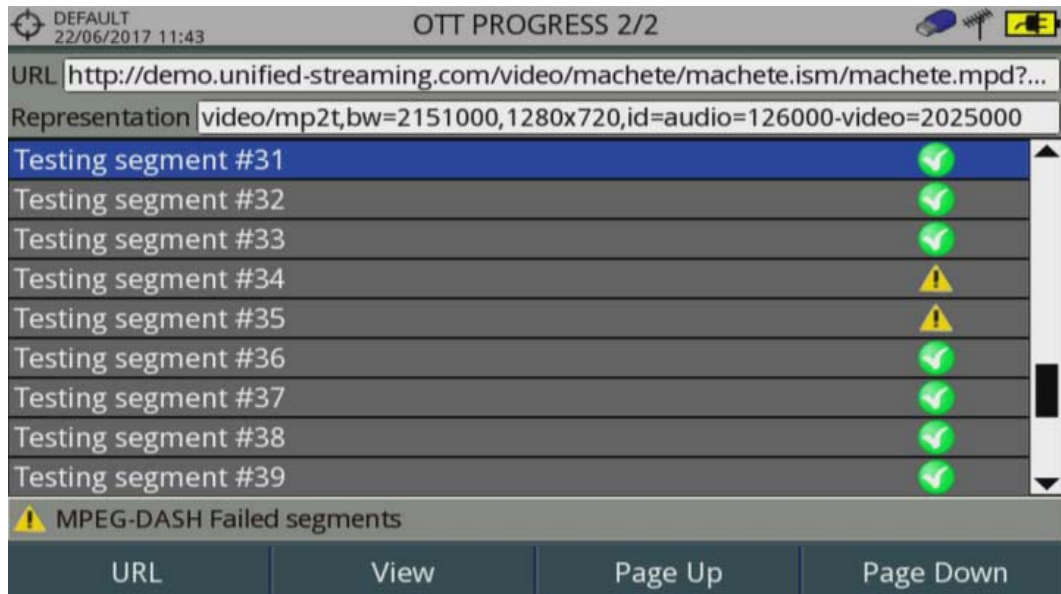 DEFAULT
22/06/2017 11:43
OTT PROGRESS 2/2
URL http://demo.unified-streaming.com/video/machete/machete.ism/machete.mpd?...
Representation video/mp2t,bw=2151000,1280x720,id=audio=126000-video=2025000
Testing segment #31
Testing segment #32
Testing segment #33
Testing segment #34
Testing segment #35
Testing segment #36
Testing segment #37
Testing segment #38
Testing segment #39
MPEG-DASH Failed segments
URL View Page Up Page Down